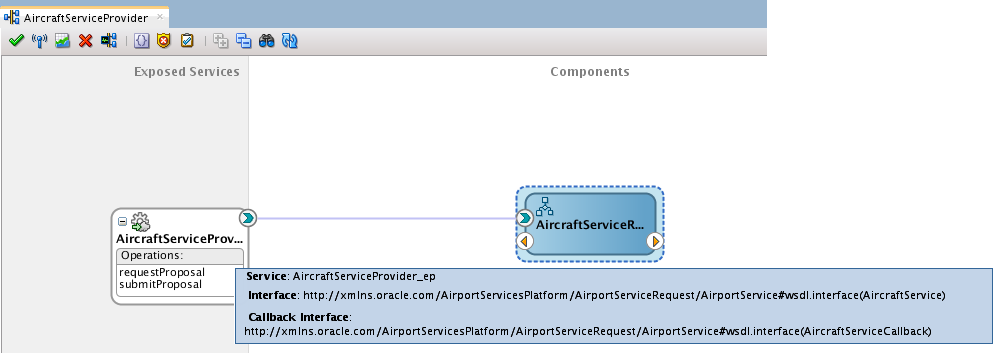 AircraftServiceProvider
Exposed Services
Components
AircraftServiceProv...
Operations:
requestProposal
submitProposal
AircraftServiceR...
Service: AircraftServiceProvider_ep
Interface: http://xmlns.oracle.com/AirportServicesPlatform/AirportServiceRequest/AirportService#wsdl.interface(AircraftService)
Callback Interface:
http://xmlns.oracle.com/AirportServicesPlatform/AirportServiceRequest/AirportService#wsdl.interface(AircraftServiceCallback)